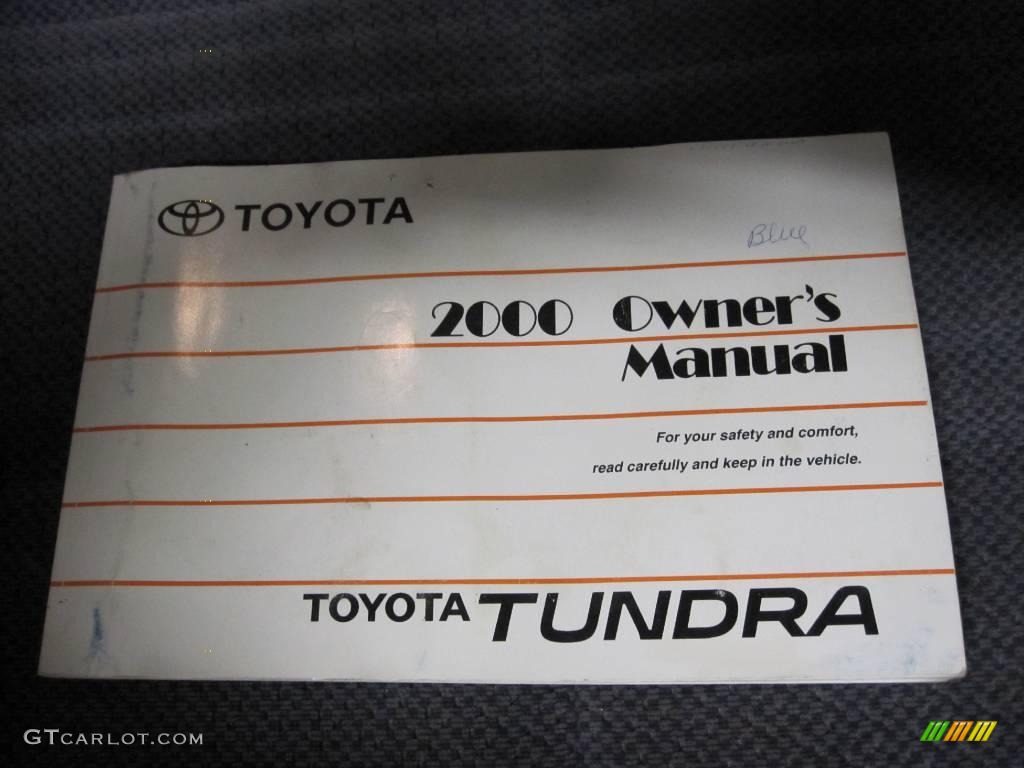 TOYOTA
Blue
2000 Owner's
Manual
For your safety and comfort,
read carefully and keep in the vehicle.
TOYOTA TUNDRA
GTCARLOT.COM